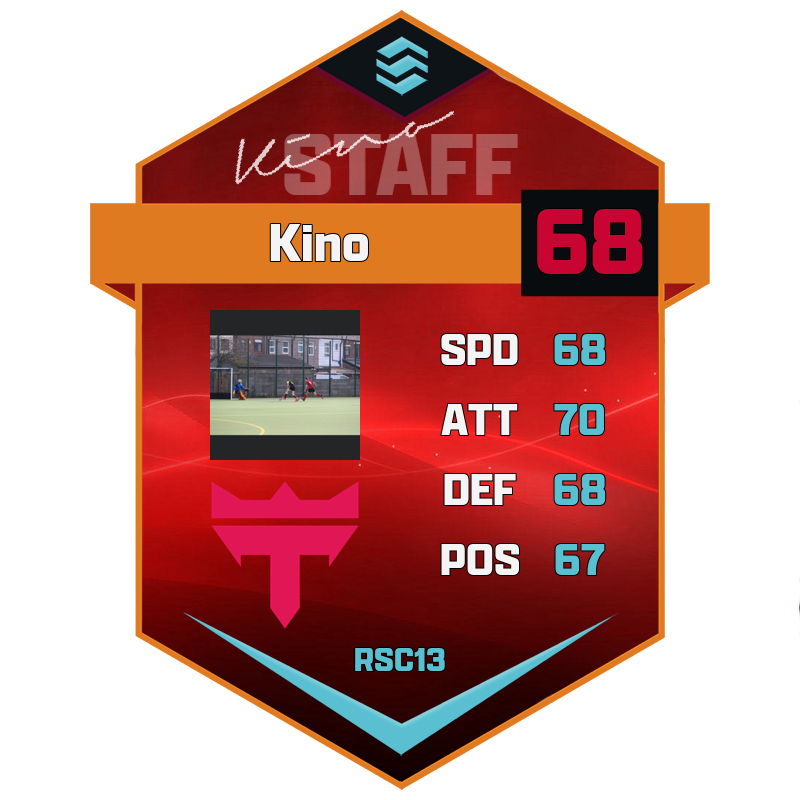 Kino
STAFF
Kino 68
SPD 68
ATT 70
DEF 68
POS 67
RSC13